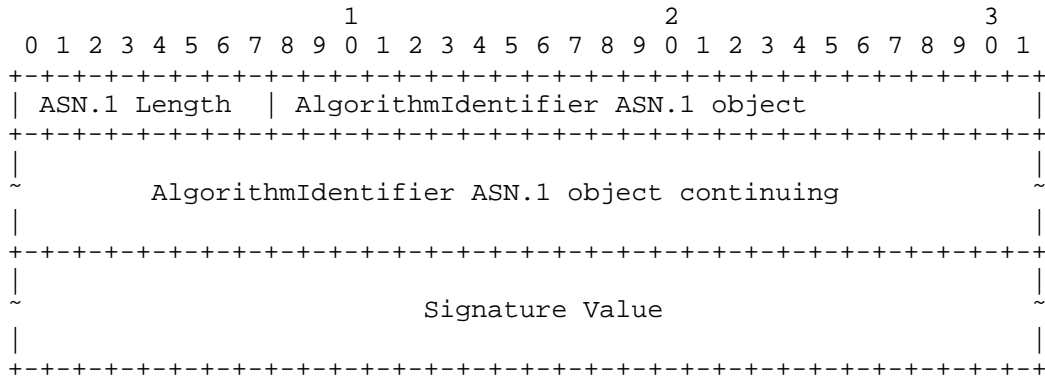 1                   2                   3
 0 1 2 3 4 5 6 7 8 9 0 1 2 3 4 5 6 7 8 9 0 1 2 3 4 5 6 7 8 9 0 1
+-+-+-+-+-+-+-+-+-+-+-+-+-+-+-+-+-+-+-+-+-+-+-+-+-+-+-+-+-+-+-+-+
| ASN.1 Length  | AlgorithmIdentifier ASN.1 object              |
+-+-+-+-+-+-+-+-+-+-+-+-+-+-+-+-+-+-+-+-+-+-+-+-+-+-+-+-+-+-+-+-+
|                                                               |
~        AlgorithmIdentifier ASN.1 object continuing            ~
|                                                               |
+-+-+-+-+-+-+-+-+-+-+-+-+-+-+-+-+-+-+-+-+-+-+-+-+-+-+-+-+-+-+-+-+
|                                                               |
~                         Signature Value                       ~
|                                                               |
+-+-+-+-+-+-+-+-+-+-+-+-+-+-+-+-+-+-+-+-+-+-+-+-+-+-+-+-+-+-+-+-+